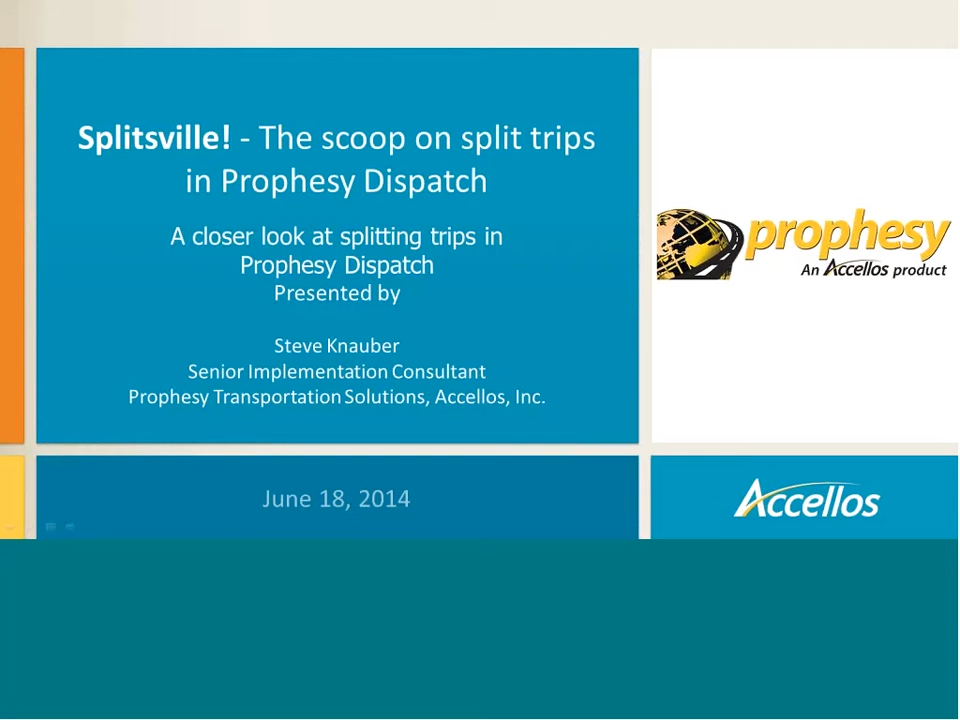 Splitsville! - The scoop on split trips
in Prophesy Dispatch
A closer look at splitting trips in
Prophesy Dispatch
Presented by
Steve Knauber
Senior Implementation Consultant
Prophesy Transportation Solutions, Accellos, Inc.
June 18, 2014
prophesy
An Accellos product
Accellos